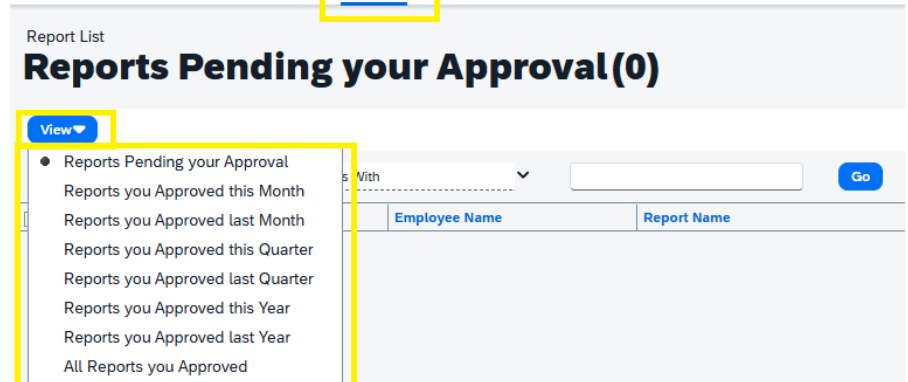 Report List
Reports Pending your Approval(0)
View
Reports Pending your Approval
Reports you Approved this Month
With
Go
Reports you Approved last Month
Employee Name
Report Name
Reports you Approved this Quarter
Reports you Approved last Quarter
Reports you Approved this Year
Reports you Approved last Year
All Reports you Approved